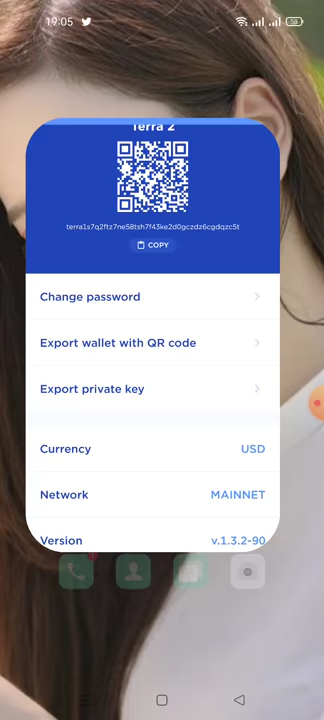 19:05
58
Terra 2
terra1s7q2ftz7ne58tsh7f43ke2d0gczdz6cgdqzc5t
COPY
Change password
Export wallet with QR code
Export private key
Currency USD
Network MAINNET
Version v.1.3.2-90